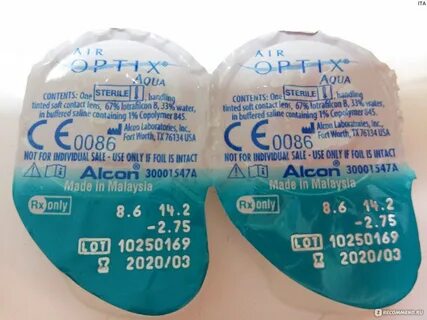 ITA
AIR
OPTIX®
AQUA
CONTENTS: One STERILE handling
tinted soft contact lens, 67% lotrafilcon B, 33% water,
in buffered saline containing 1% Copolymer 845.
CE0086
Alcon Laboratories, Inc.,
Fort Worth, TX 76134 USA
NOT FOR INDIVIDUAL SALE - USE ONLY IF FOIL IS INTACT
Alcon® 30001547A
Made in Malaysia
Rx only
8.6 14.2
-2.75
LOT 10250169
2020/03
AIR
OPTIX®
AQUA
CONTENTS: One STERILE handling
tinted soft contact lens, 67% lotrafilcon B, 33% water,
in buffered saline containing 1% Copolymer 845.
CE0086
Alcon Laboratories, Inc.,
Fort Worth, TX 76134 USA
NOT FOR INDIVIDUAL SALE - USE ONLY IF FOIL IS INTACT
Alcon® 30001547A
Made in Malaysia
Rx only
8.6 14.2
-2.75
LOT 10250169
2020/03
IRECOMMEND.RU